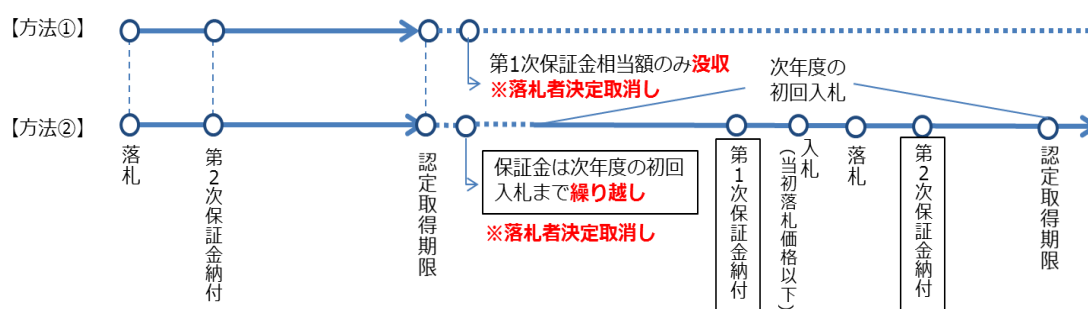 【方法①】
第1次保証金相当額のみ没収
※落札者決定取消し
次年度の
初回入札
【方法②】
落札
第2次保証金納付
認定取得期限
保証金は次年度の初回
入札まで繰り越し
※落札者決定取消し
第1次保証金納付
入札
(当初落札価格以下)
落札
第2次保証金納付
認定取得期限